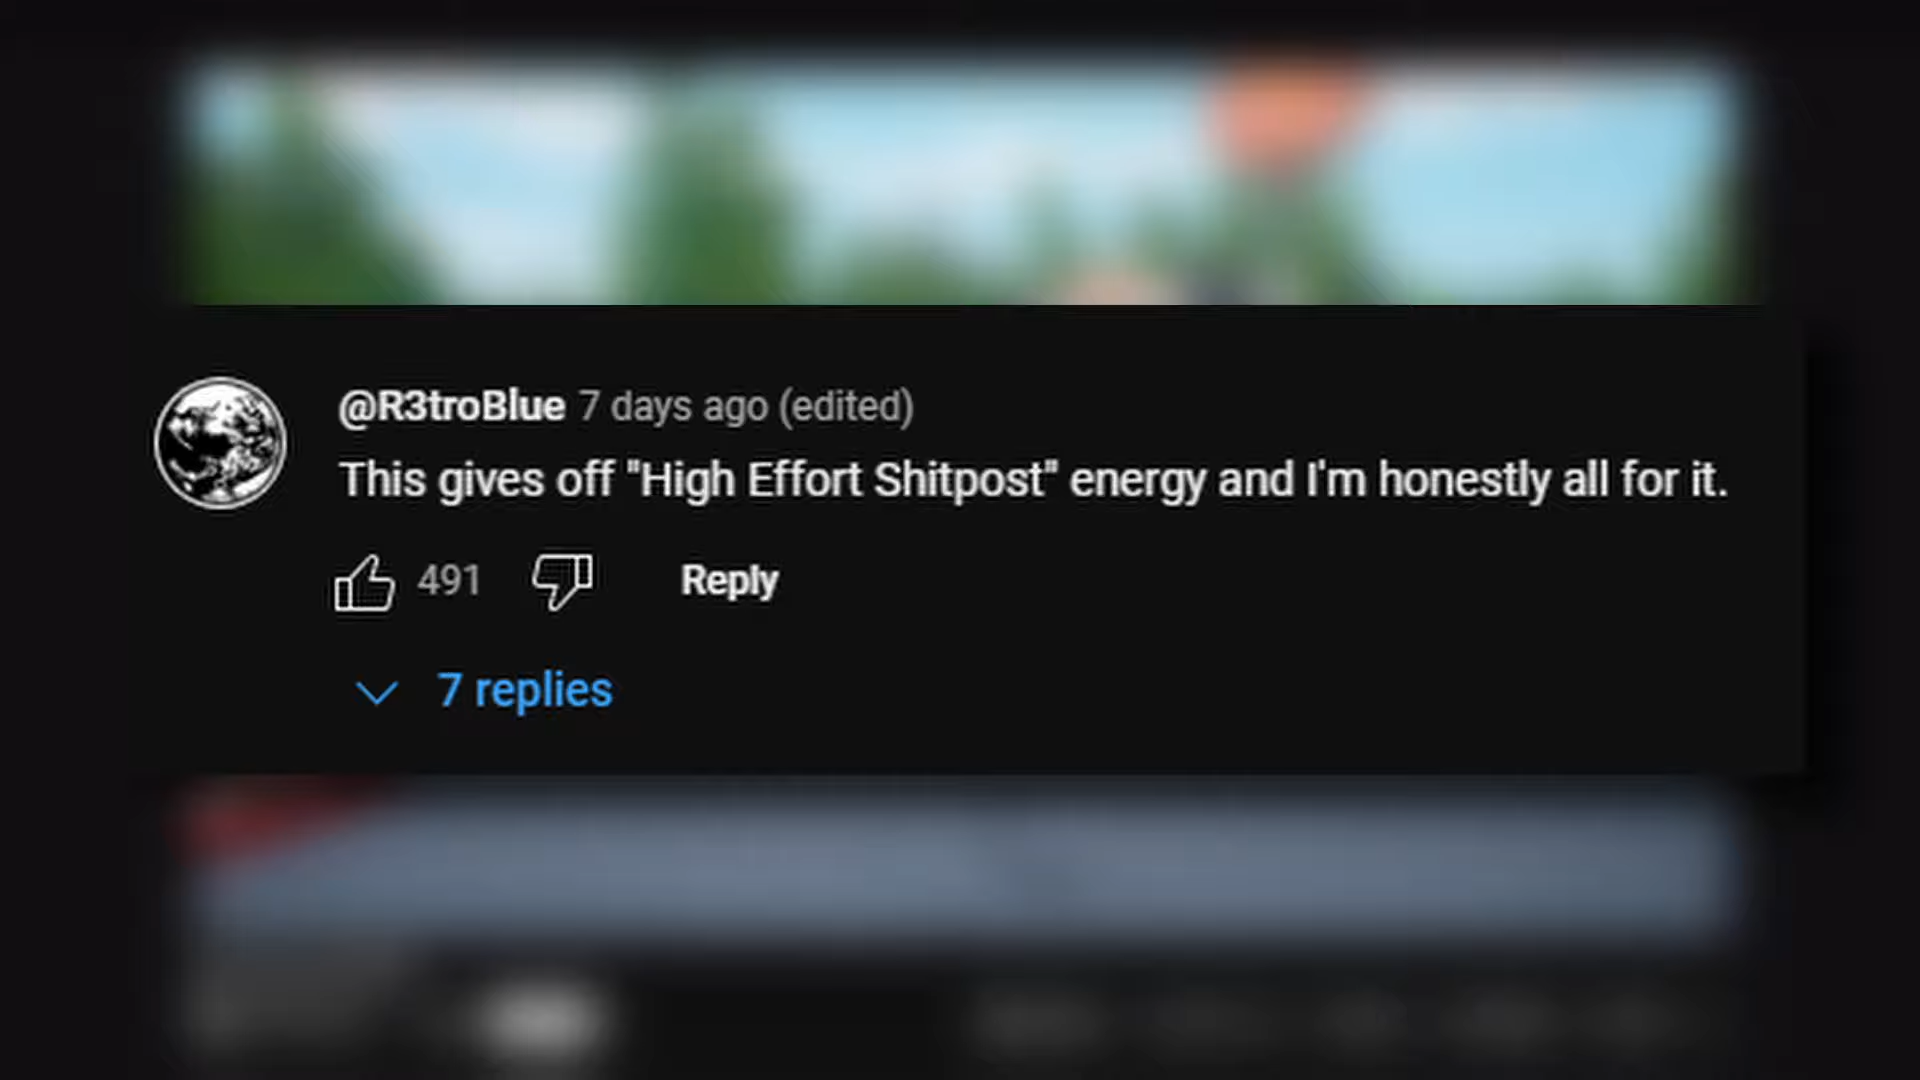 @R3troBlue 7 days ago (edited)
This gives off "High Effort Shitpost" energy and I'm honestly all for it.
491 Reply
7 replies